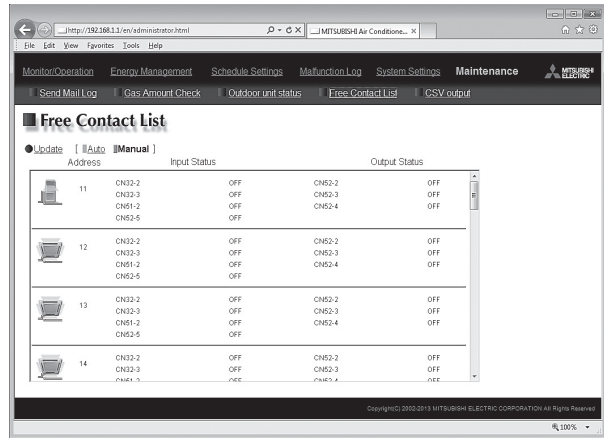 http://192.168.1.1/en/administrator.html
MITSUBISHI Air Conditione...
File Edit View Favorites Tools Help
Monitor/Operation Energy Management Schedule Settings Malfunction Log System Settings Maintenance MITSUBISHI ELECTRIC
Send Mail Log Gas Amount Check Outdoor unit status Free Contact List CSV output
Free Contact List
Update [ Auto Manual ]
Address Input Status Output Status
11 CN32-2 OFF CN52-2 OFF
CN32-3 OFF CN52-3 OFF
CN51-2 OFF CN52-4 OFF
CN52-5 OFF
12 CN32-2 OFF CN52-2 OFF
CN32-3 OFF CN52-3 OFF
CN51-2 OFF CN52-4 OFF
CN52-5 OFF
13 CN32-2 OFF CN52-2 OFF
CN32-3 OFF CN52-3 OFF
CN51-2 OFF CN52-4 OFF
CN52-5 OFF
14 CN32-2 OFF CN52-2 OFF
CN32-3 OFF CN52-3 OFF
CN51-2 OFF CN52-4 OFF
Copyright(C) 2002-2013 MITSUBISHI ELECTRIC CORPORATION All Rights Reserved
100%